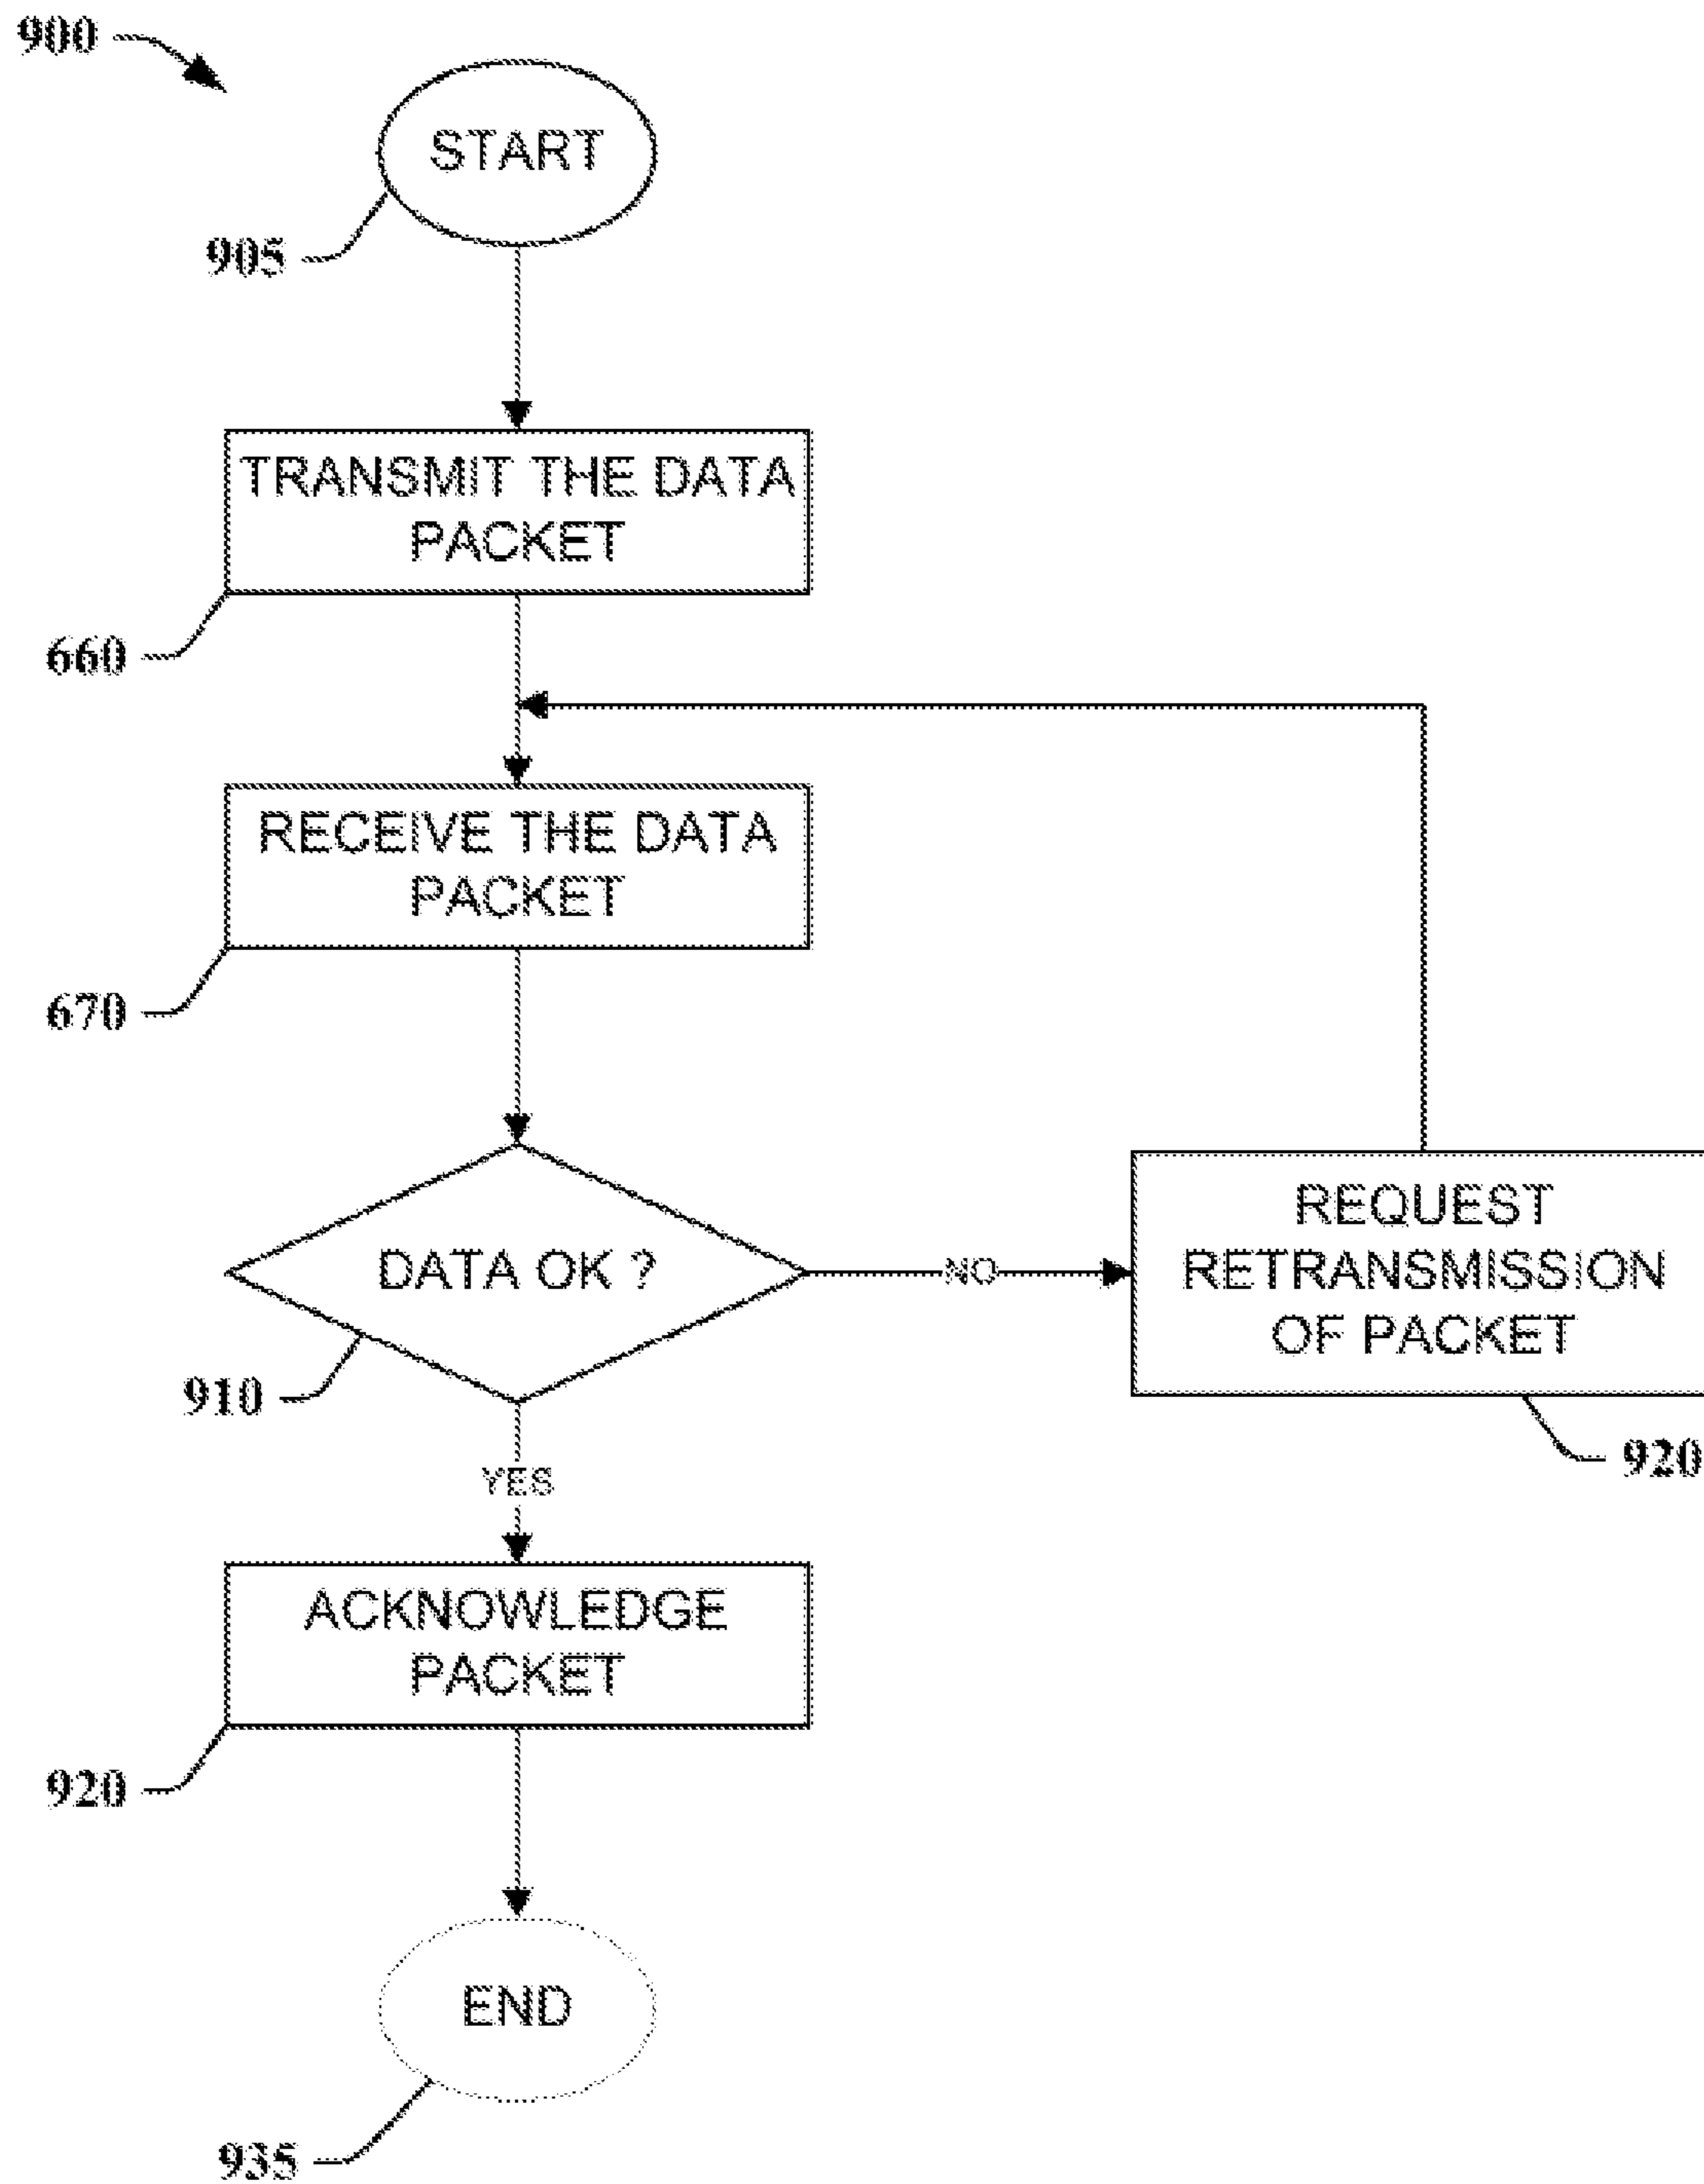 900
START
905
TRANSMIT THE DATA
PACKET
660
RECEIVE THE DATA
PACKET
670
DATA OK ?
910
NO
REQUEST
RETRANSMISSION
OF PACKET
920
YES
ACKNOWLEDGE
PACKET
920
END
935